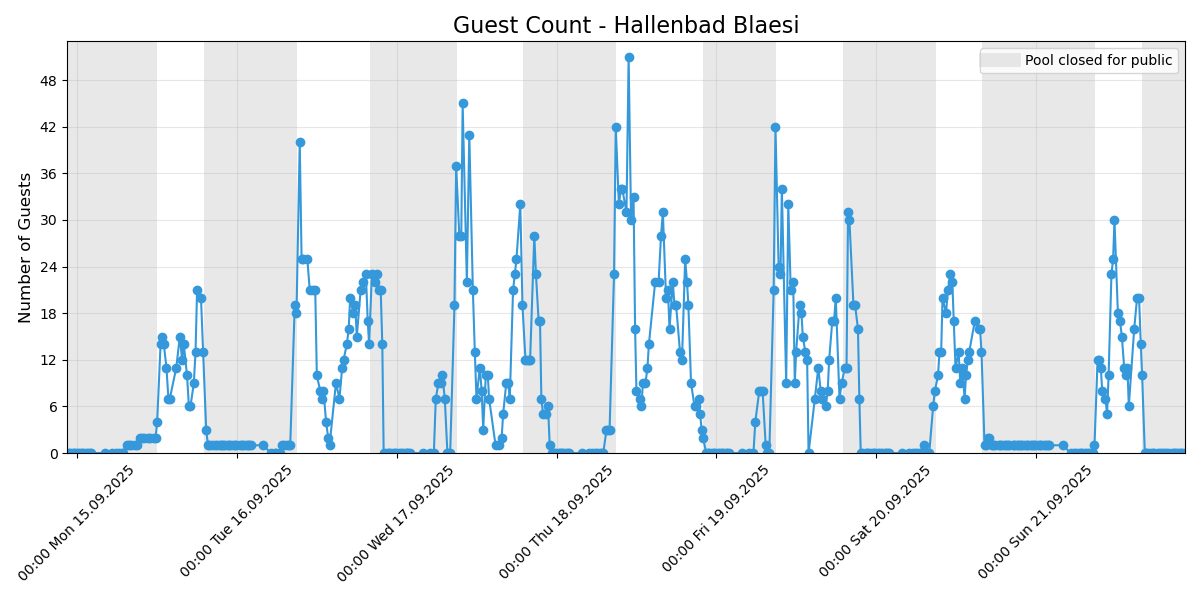 Guest Count - Hallenbad Blaesi
Pool closed for public
Number of Guests
48
42
36
30
24
18
12
6
0
00:00 Mon 15.09.2025
00:00 Tue 16.09.2025
00:00 Wed 17.09.2025
00:00 Thu 18.09.2025
00:00 Fri 19.09.2025
00:00 Sat 20.09.2025
00:00 Sun 21.09.2025